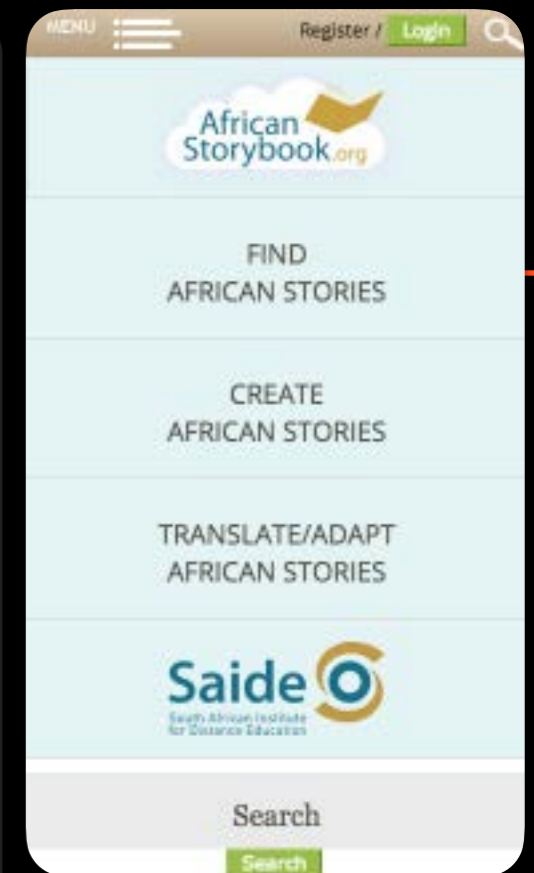 MENU
Register / Login
African
Storybook.org
FIND
AFRICAN STORIES
CREATE
AFRICAN STORIES
TRANSLATE/ADAPT
AFRICAN STORIES
Saide
South African Institute
for Distance Education
Search
Search